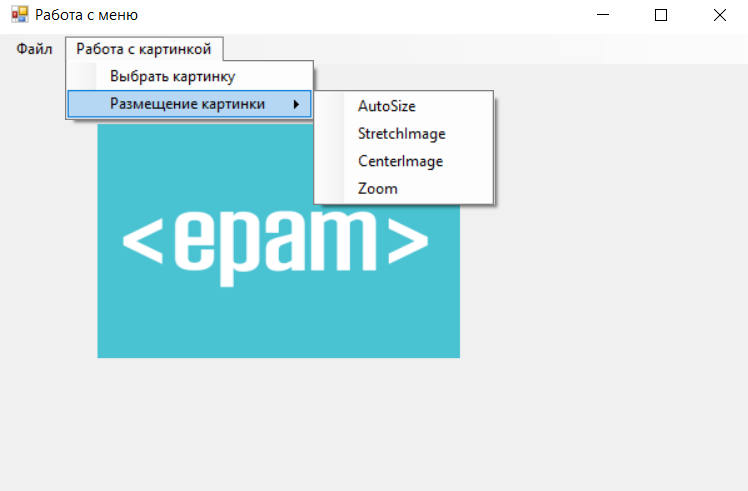 Работа с меню
Файл Работа с картинкой
Выбрать картинку
Размещение картинки
AutoSize
StretchImage
CenterImage
Zoom
<epam>